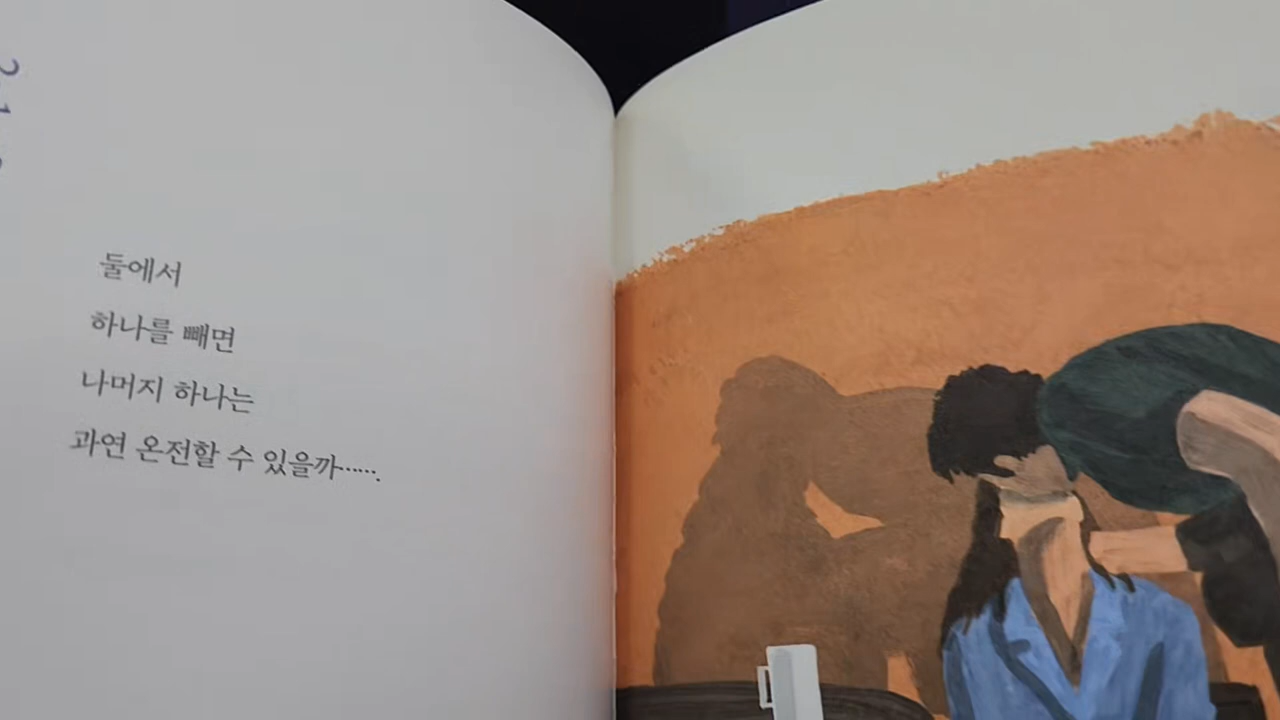 둘에서
하나를 빼면
나머지 하나는
과연 온전할 수 있을까…….